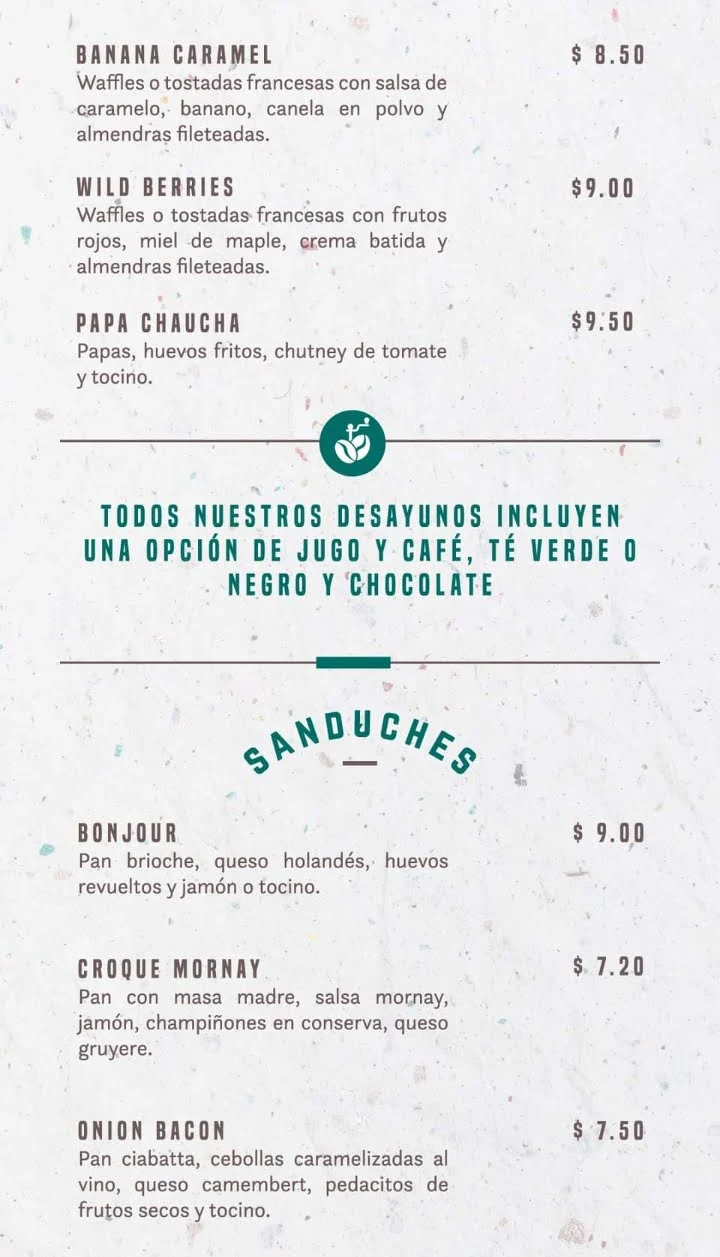 BANANA CARAMEL $ 8.50
Waffles o tostadas francesas con salsa de
caramelo, banano, canela en polvo y
almendras fileteadas.
WILD BERRIES $9.00
Waffles o tostadas francesas con frutos
rojos, miel de maple, crema batida y
almendras fileteadas.
PAPA CHAUCHA $9.50
Papas, huevos fritos, chutney de tomate
y tocino.
TODOS NUESTROS DESAYUNOS INCLUYEN
UNA OPCIÓN DE JUGO Y CAFÉ, TÉ VERDE O
NEGRO Y CHOCOLATE
SANDUCHES
BONJOUR $ 9.00
Pan brioche, queso holandés, huevos
revueltos y jamón o tocino.
CROQUE MORNAY $ 7.20
Pan con masa madre, salsa mornay,
jamón, champiñones en conserva, queso
gruyere.
ONION BACON $ 7.50
Pan ciabatta, cebollas caramelizadas al
vino, queso camembert, pedacitos de
frutos secos y tocino.